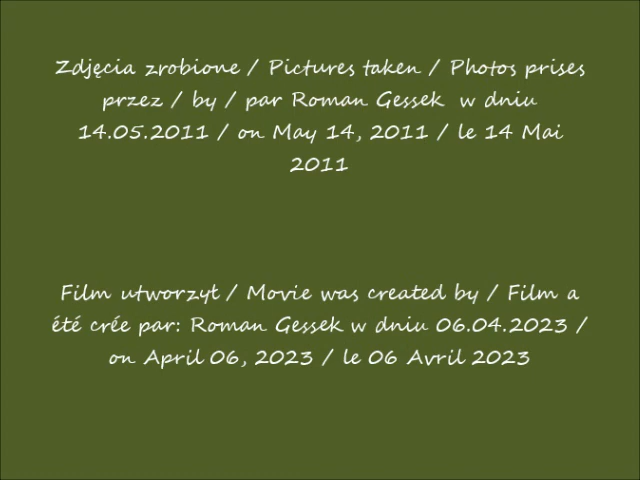 Zdjęcia zrobione / Pictures taken / Photos prises
przez / by / par Roman Gessek w dniu
14.05.2011 / on May 14, 2011 / le 14 Mai
2011
Film utworzył / Movie was created by / Film a
été crée par: Roman Gessek w dniu 06.04.2023 /
on April 06, 2023 / le 06 Avril 2023